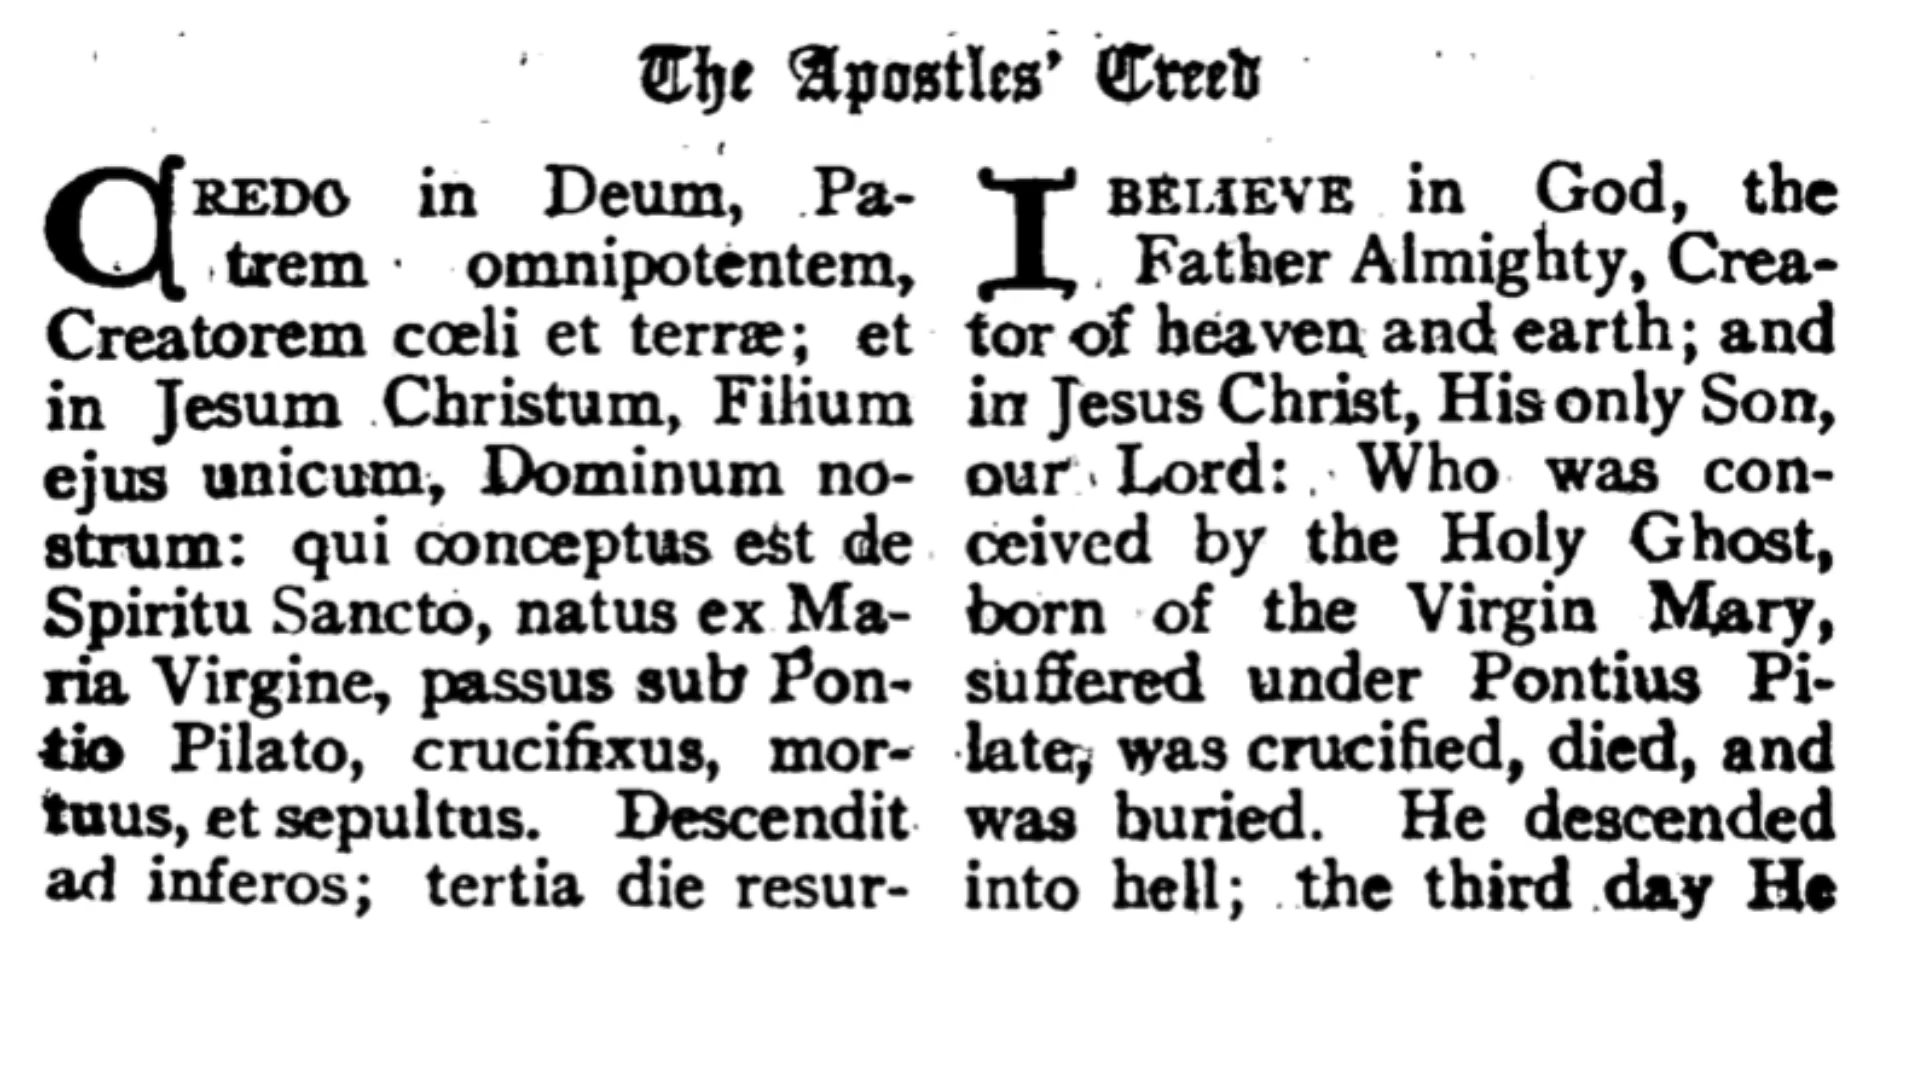 The Apostles' Creed
CREDO in Deum, Pa-
trem omnipotentem,
Creatorem cœli et terræ; et
in Jesum Christum, Filium
ejus unicum, Dominum no-
strum: qui conceptus est de
Spiritu Sancto, natus ex Ma-
ria Virgine, passus sub Pon-
tio Pilato, crucifixus, mor-
tuus, et sepultus. Descendit
ad inferos; tertia die resur-
I BELIEVE in God, the
Father Almighty, Crea-
tor of heaven and earth; and
in Jesus Christ, His only Son,
our Lord: Who was con-
ceived by the Holy Ghost,
born of the Virgin Mary,
suffered under Pontius Pi-
late, was crucified, died, and
was buried. He descended
into hell; the third day He